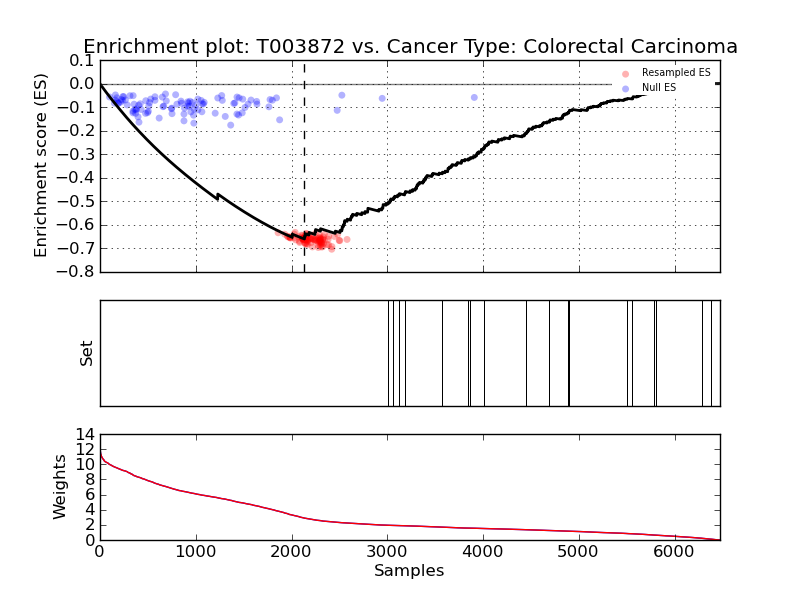 Enrichment plot: T003872 vs. Cancer Type: Colorectal Carcinoma
Enrichment score (ES)
0.1
0.0
−0.1
−0.2
−0.3
−0.4
−0.5
−0.6
−0.7
−0.8
Resampled ES
Null ES
Set
Weights
14
12
10
8
6
4
2
0
0 1000 2000 3000 4000 5000 6000
Samples